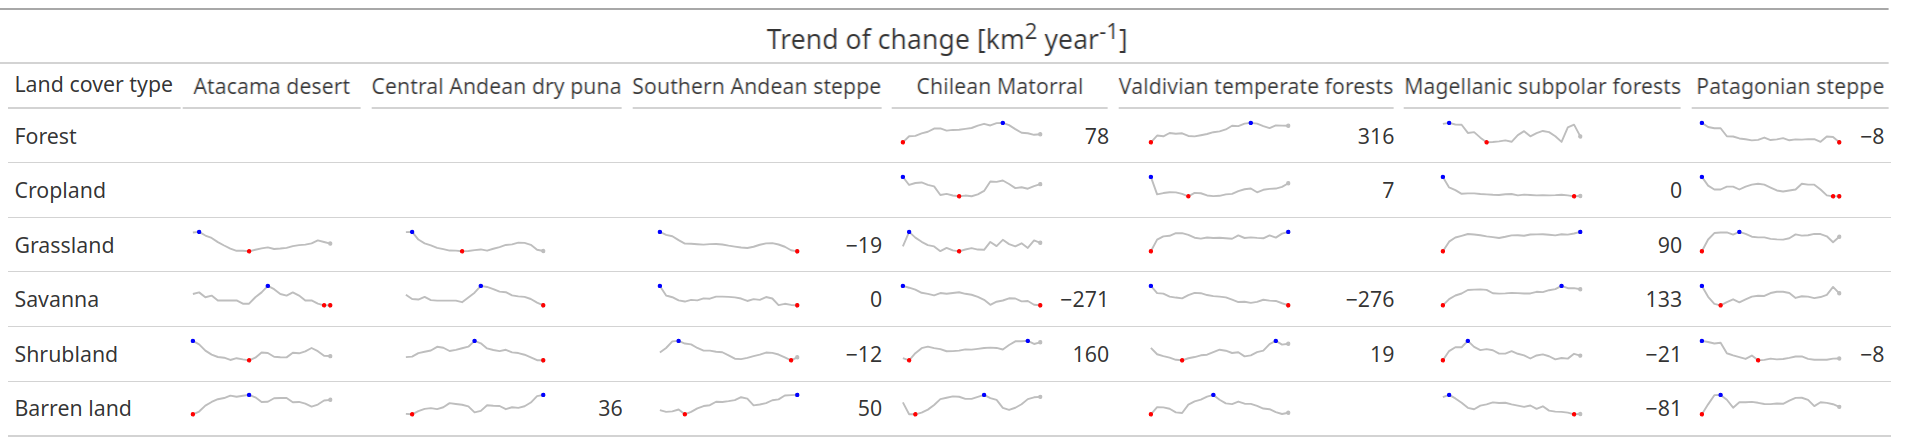 Trend of change [km² year⁻¹]
Land cover type Atacama desert Central Andean dry puna Southern Andean steppe Chilean Matorral Valdivian temperate forests Magellanic subpolar forests Patagonian steppe
Forest 78 316 −8
Cropland 7 0
Grassland −19 90
Savanna 0 −271 −276 133
Shrubland −12 160 19 −21 −8
Barren land 36 50 −81